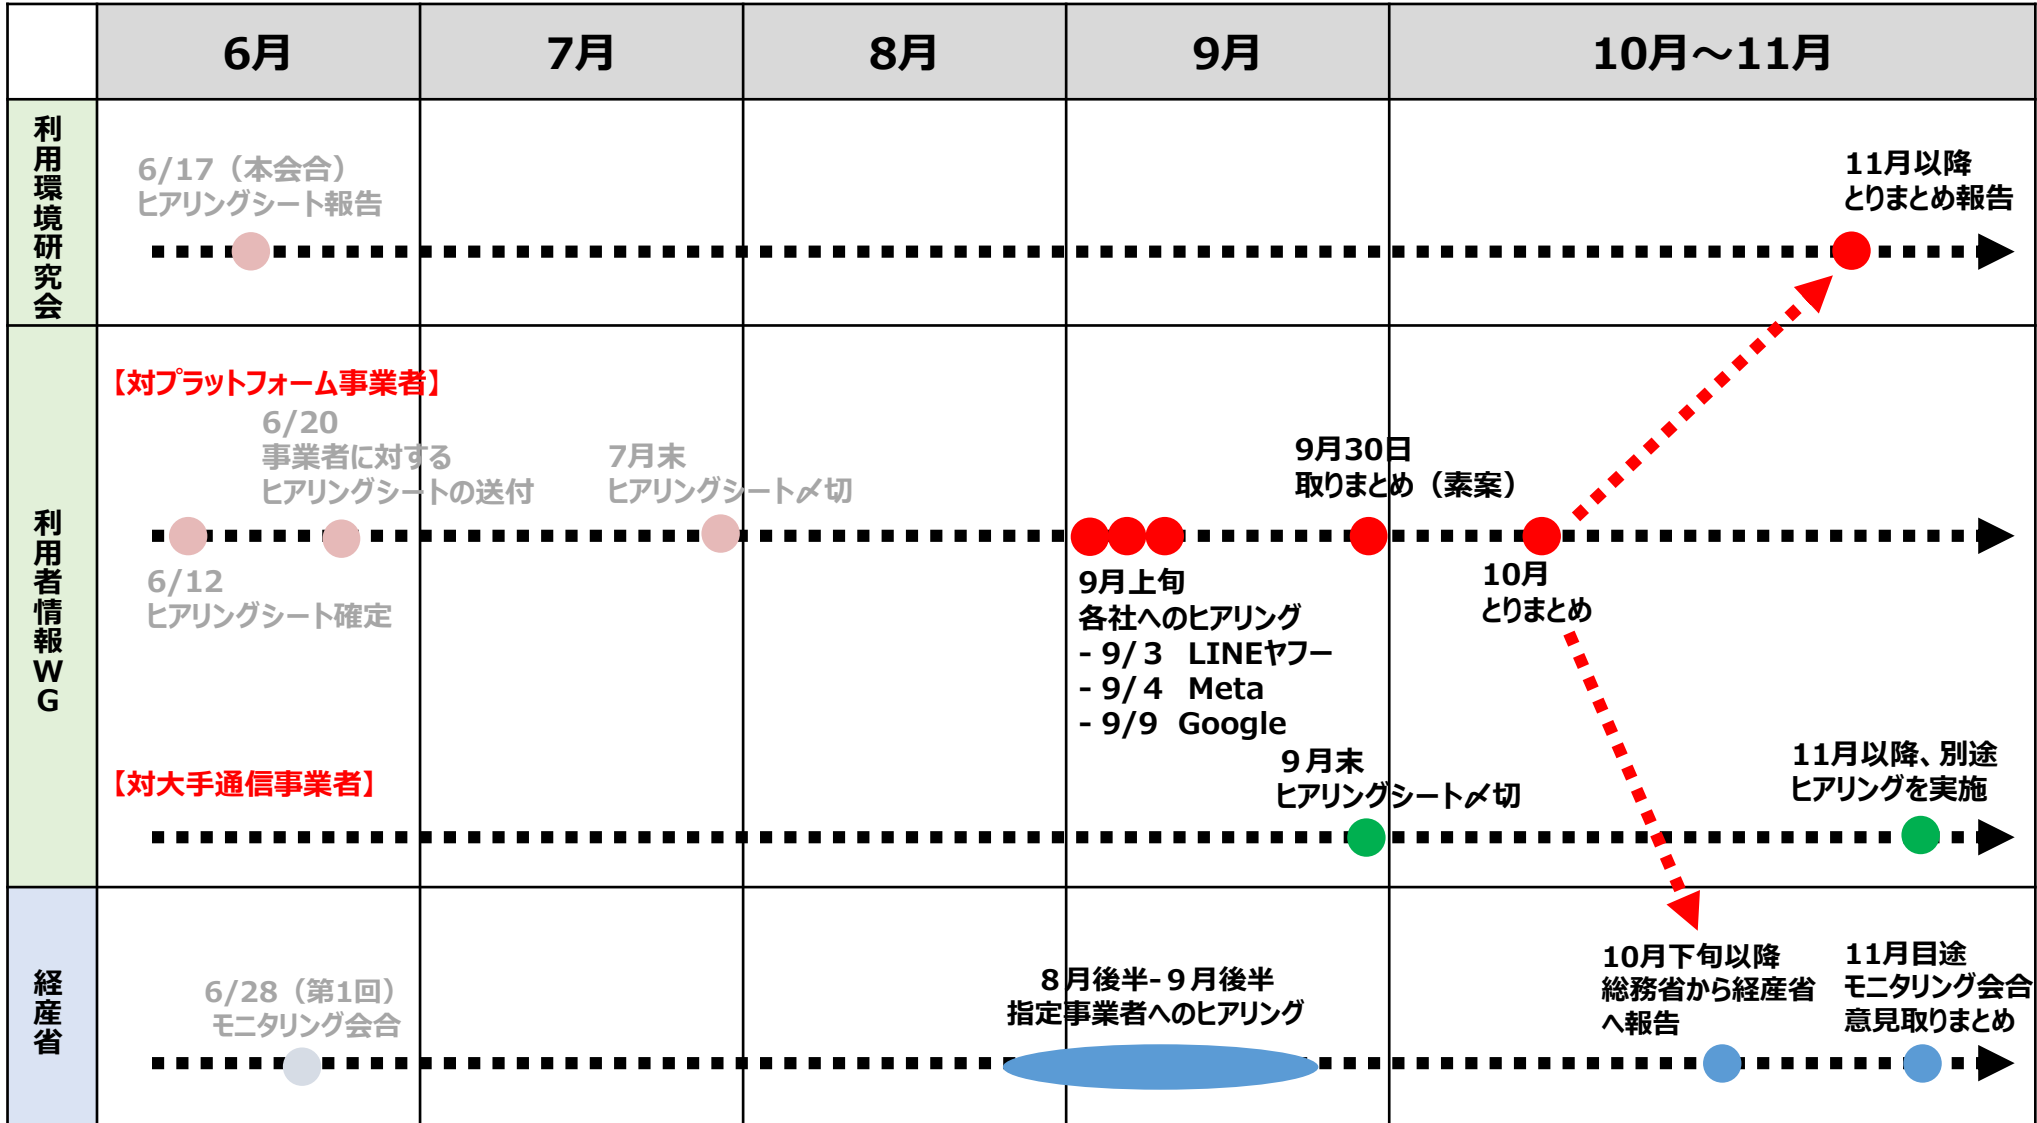 6月
7月
8月
9月
10月～11月
利用環境研究会
6/17（本会合）
ヒアリングシート報告
11月以降
とりまとめ報告
利用者情報WG
【対プラットフォーム事業者】
6/20
事業者に対する
ヒアリングシートの送付
7月末
ヒアリングシート〆切
9月30日
取りまとめ（素案）
6/12
ヒアリングシート確定
9月上旬
各社へのヒアリング
- 9/３ LINEヤフー
- 9/４ Meta
- 9/9 Google
10月
とりまとめ
【対大手通信事業者】
９月末
ヒアリングシート〆切
11月以降、別途
ヒアリングを実施
経産省
6/28（第1回）
モニタリング会合
８月後半-９月後半
指定事業者へのヒアリング
10月下旬以降
総務省から経産省
へ報告
11月目途
モニタリング会合
意見取りまとめ